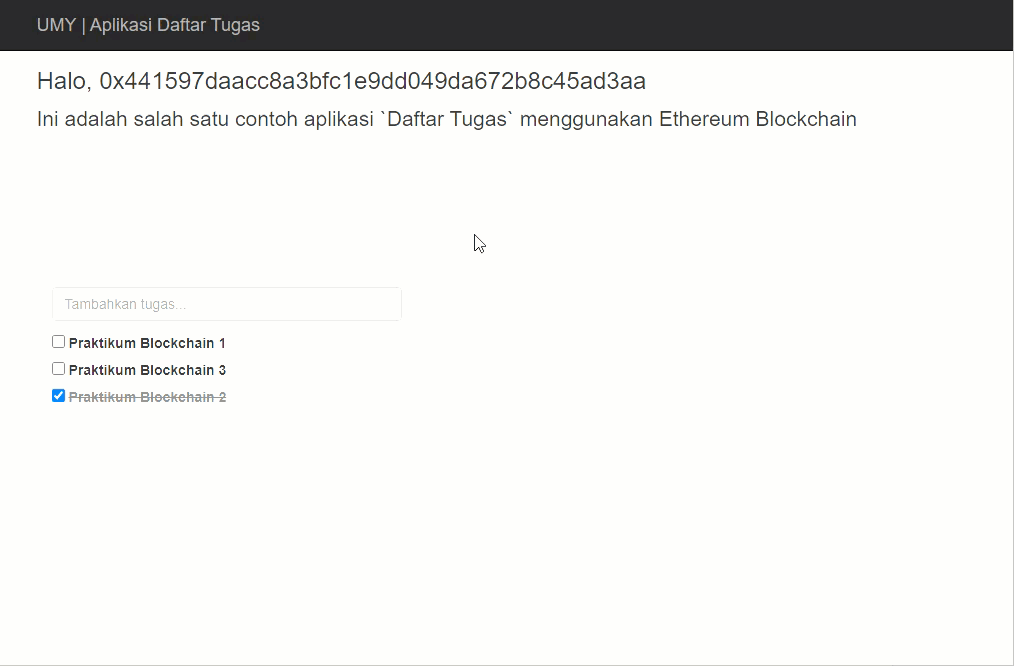 UMY | Aplikasi Daftar Tugas
Halo, 0x441597daacc8a3bfc1e9dd049da672b8c45ad3aa
Ini adalah salah satu contoh aplikasi `Daftar Tugas` menggunakan Ethereum Blockchain
Tambahkan tugas...
Praktikum Blockchain 1
Praktikum Blockchain 3
Praktikum Blockchain 2